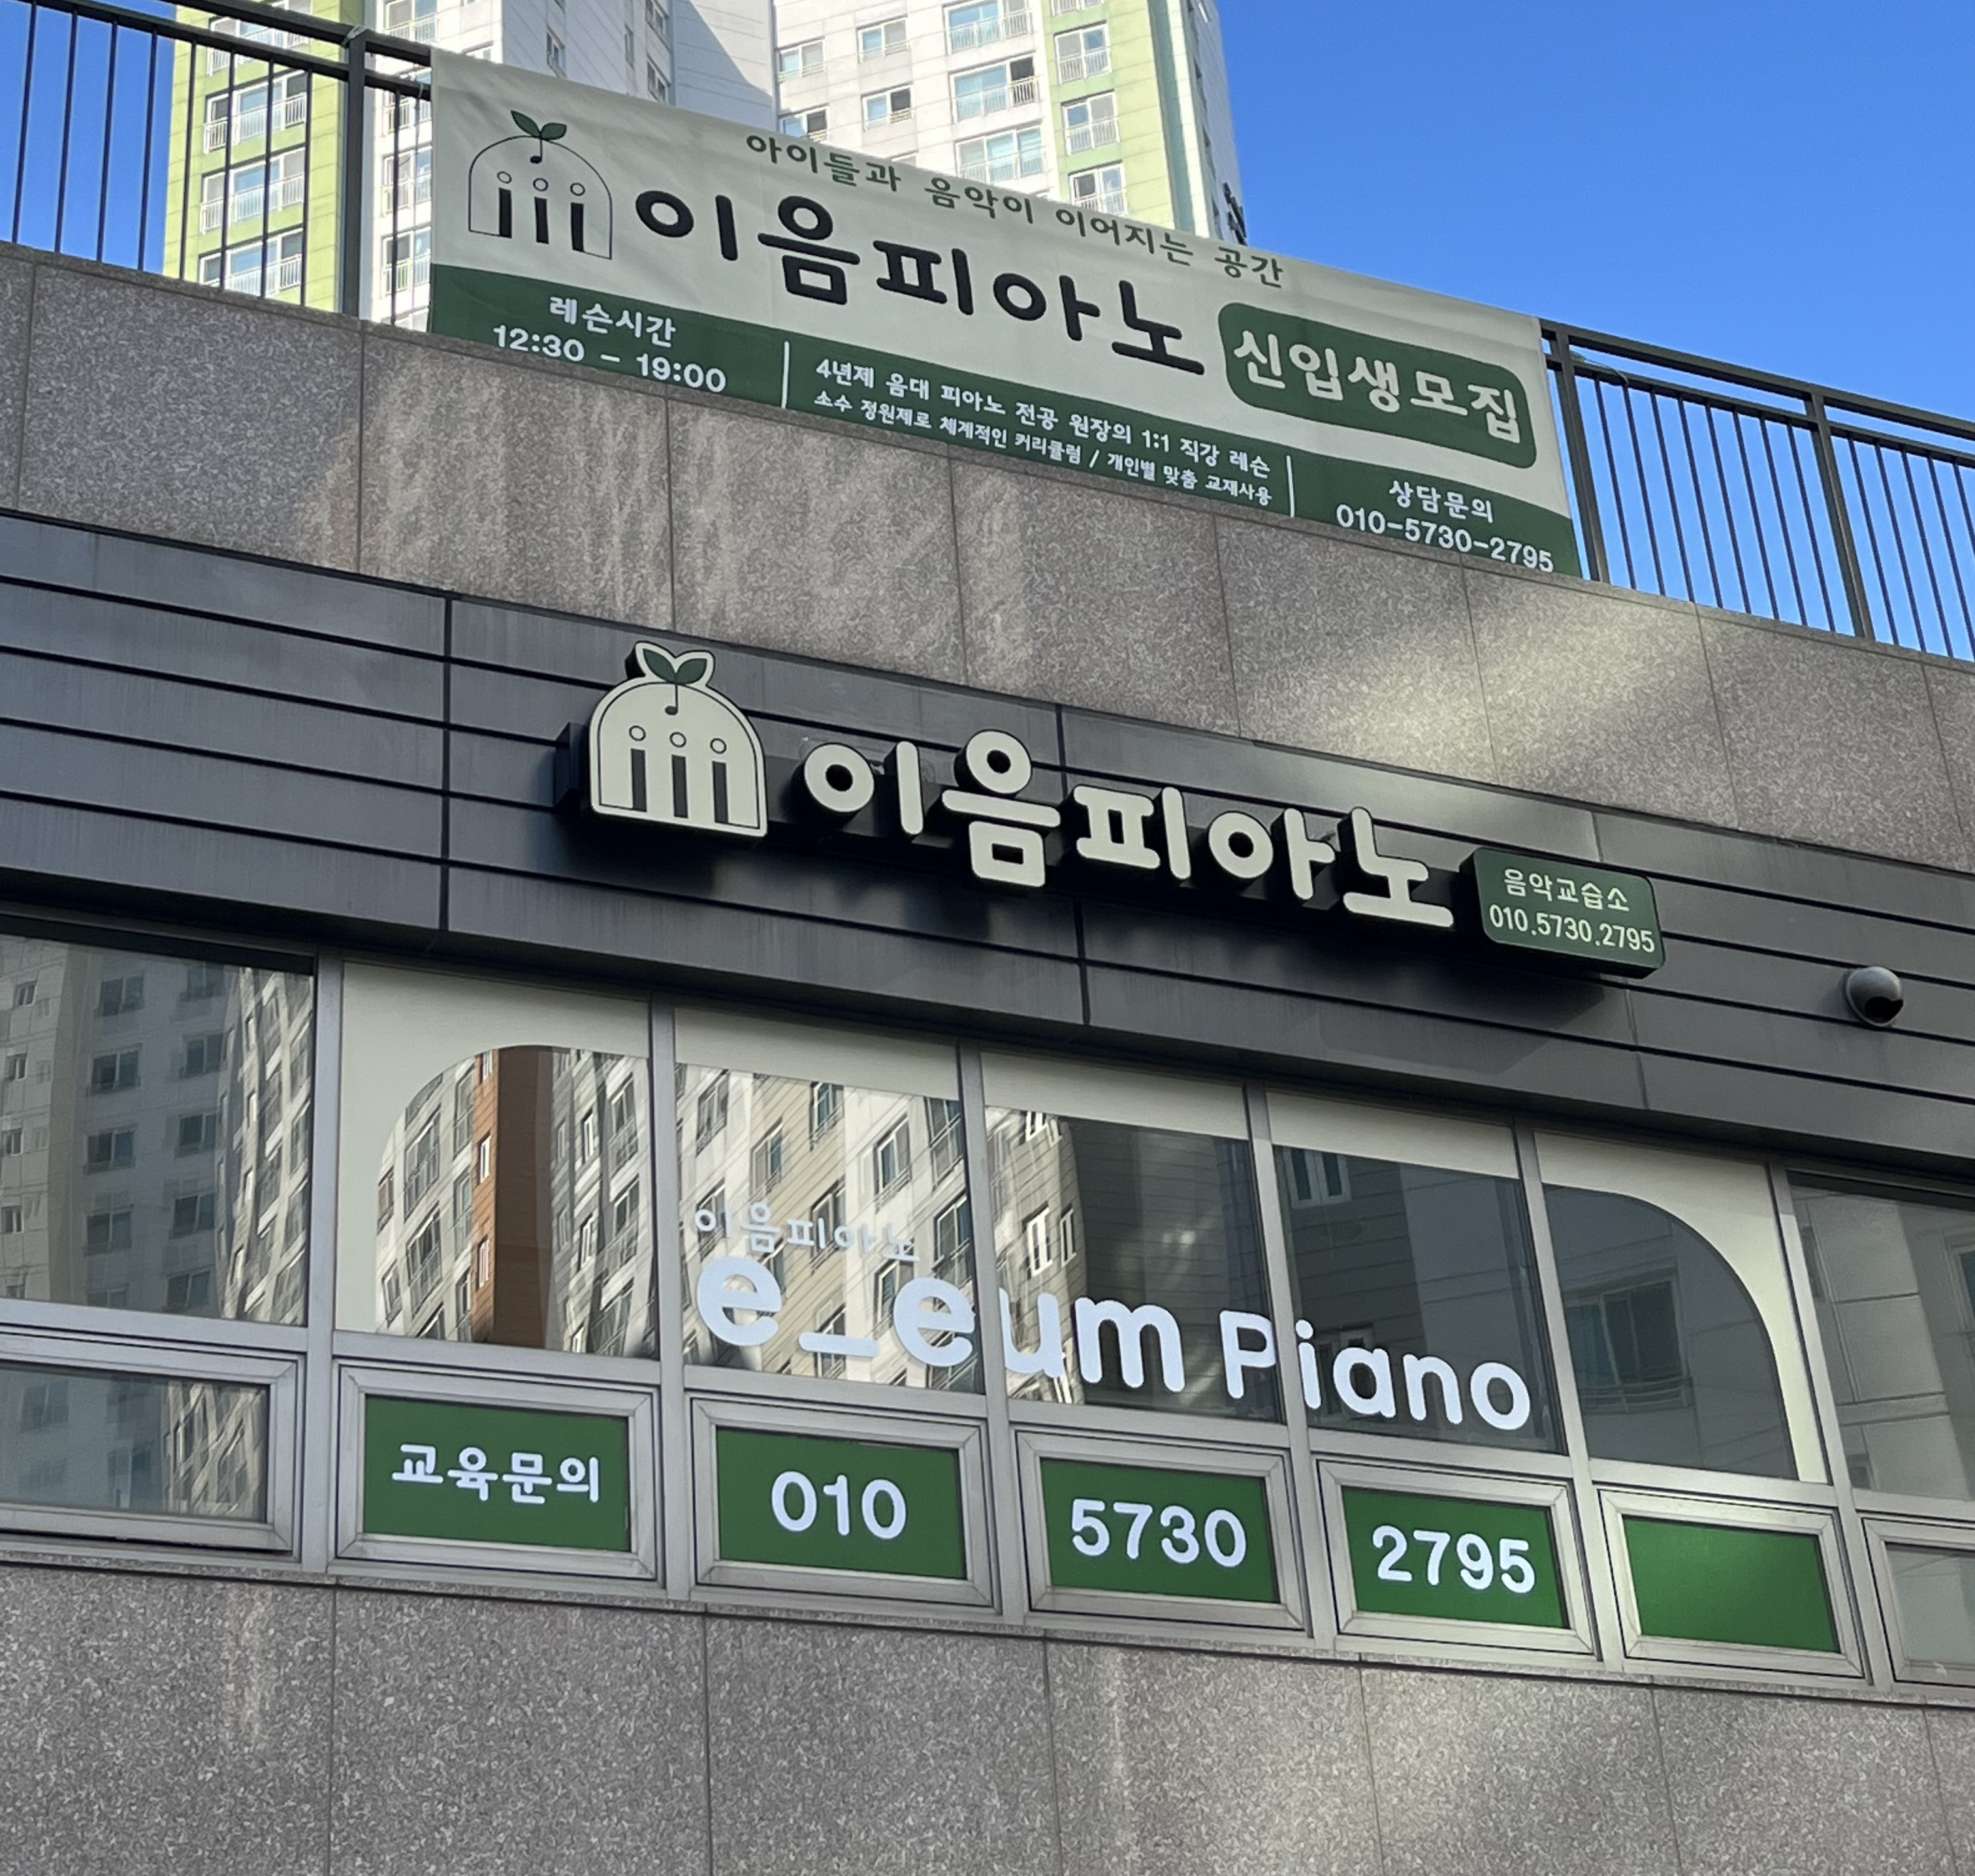 아이들과 음악이 이어지는 공간
이음피아노
신입생모집
레슨시간
12:30 - 19:00
4년제 음대 피아노 전공 원장의 1:1 직강 레슨
소수 정원제로 체계적인 커리큘럼 / 개인별 맞춤 교재사용
상담문의
010-5730-2795
이음피아노
음악교습소
010.5730.2795
이음피아노
e_eum Piano
교육문의 010 5730 2795